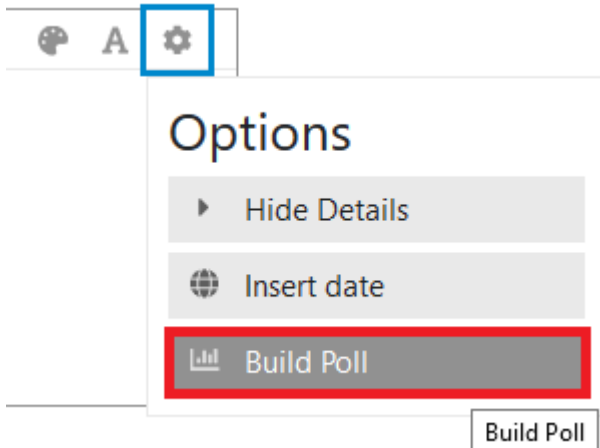 A
Options
Hide Details
Insert date
Build Poll
Build Poll